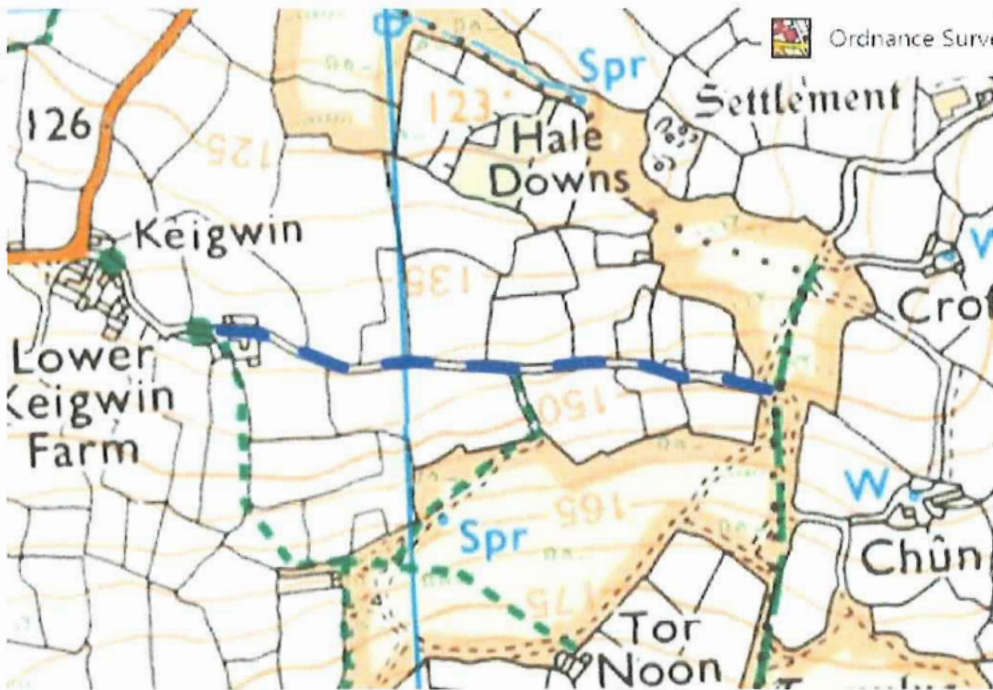 Ordnance Surve
Spr
Settlement
126
123
Hale
Downs
125
Keigwin
W
135
Crof
Lower
Keigwin
Farm
150
W
165
Spr
Chûn
175
Tor
Noon